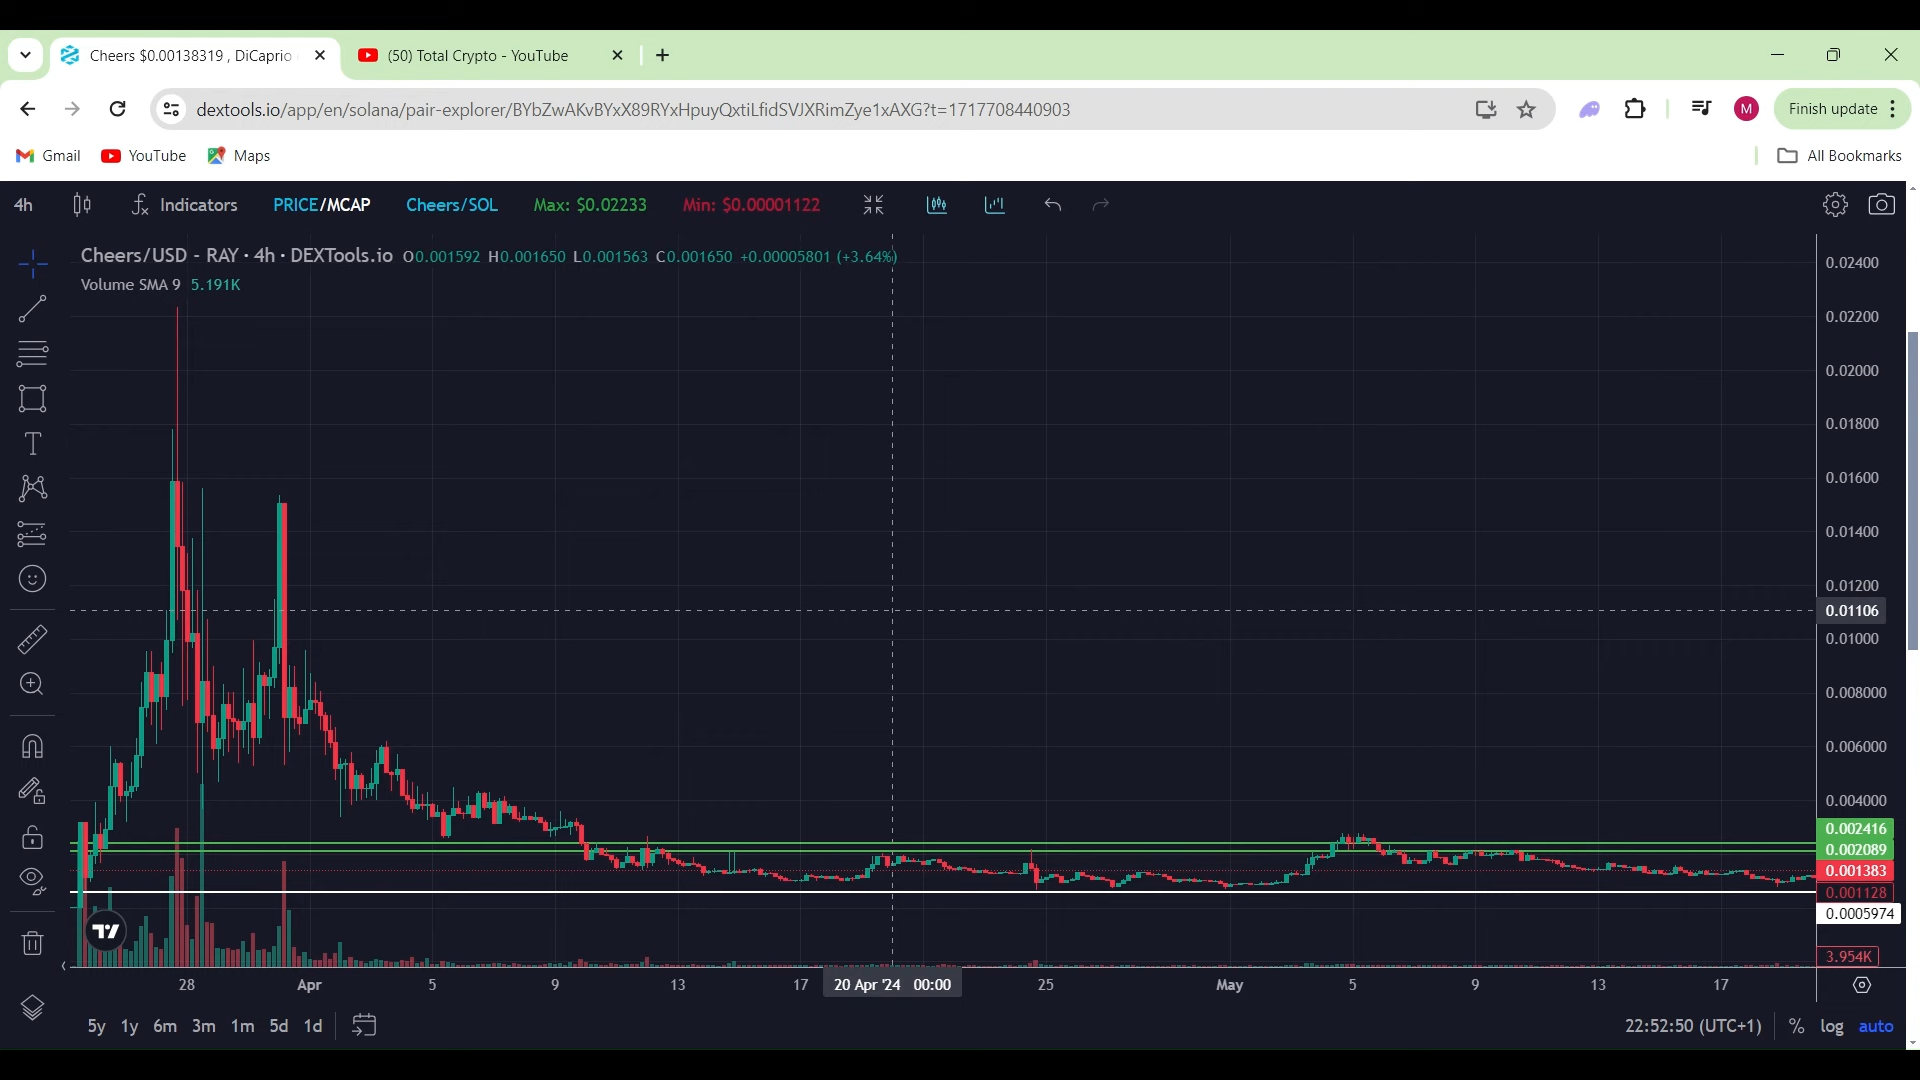 Cheers $0.00138319 , DiCaprio
(50) Total Crypto - YouTube
dextools.io/app/en/solana/pair-explorer/BYbZwAKvBYxX89RYxHpuyQxtiLfidSVJXRimZye1xAXG?t=1717708440903
M
Finish update
Gmail YouTube Maps All Bookmarks
4h Indicators PRICE/MCAP Cheers/SOL Max: $0.02233 Min: $0.00001122
Cheers/USD - RAY · 4h · DEXTools.io O0.001592 H0.001650 L0.001563 C0.001650 +0.00005801 (+3.64%)
Volume SMA 9 5.191K
0.02400
0.02200
0.02000
0.01800
0.01600
0.01400
0.01200
0.01106
0.01000
0.008000
0.006000
0.004000
0.002416
0.002089
0.001383
0.001128
0.0005974
3.954K
28 Apr 5 9 13 17 20 Apr '24 00:00 25 May 5 9 13 17
5y 1y 6m 3m 1m 5d 1d 22:52:50 (UTC+1) % log auto